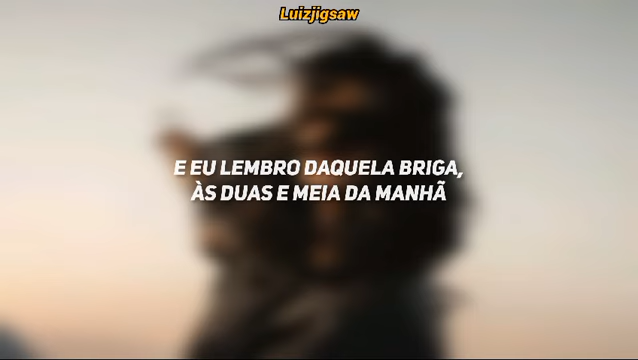 Luizjigsaw
E EU LEMBRO DAQUELA BRIGA,
ÀS DUAS E MEIA DA MANHÃ